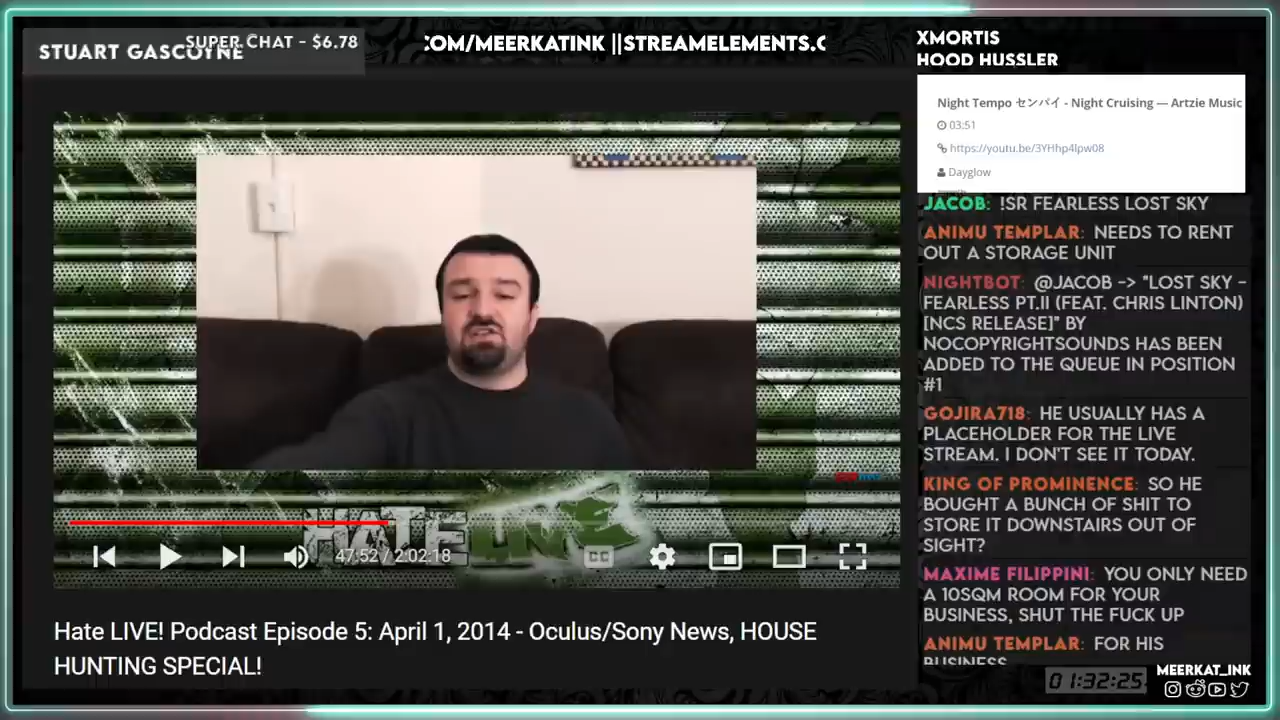 STUART GASCOYNE
SUPER CHAT - $6.78
COM/MEERKATINK ||STREAMELEMENTS.C
XMORTIS
HOOD HUSSLER
Night Tempo センパイ - Night Cruising — Artzie Music
03:51
https://youtu.be/3YHhp4lpw08
Dayglow
JACOB: !SR FEARLESS LOST SKY
ANIMU TEMPLAR: NEEDS TO RENT
OUT A STORAGE UNIT
NIGHTBOT: @JACOB -> "LOST SKY -
FEARLESS PT.II (FEAT. CHRIS LINTON)
[NCS RELEASE]" BY
NOCOPYRIGHTSOUNDS HAS BEEN
ADDED TO THE QUEUE IN POSITION
#1
GOJIRA718: HE USUALLY HAS A
PLACEHOLDER FOR THE LIVE
STREAM. I DON'T SEE IT TODAY.
KING OF PROMINENCE: SO HE
BOUGHT A BUNCH OF SHIT TO
STORE IT DOWNSTAIRS OUT OF
SIGHT?
MAXIME FILIPPINI: YOU ONLY NEED
A 10SQM ROOM FOR YOUR
BUSINESS, SHUT THE FUCK UP
ANIMU TEMPLAR: FOR HIS
BUSINESS
HATE LIVE
47:52 / 2:02:18
CC
Hate LIVE! Podcast Episode 5: April 1, 2014 - Oculus/Sony News, HOUSE
HUNTING SPECIAL!
01:32:25
MEERKAT_INK